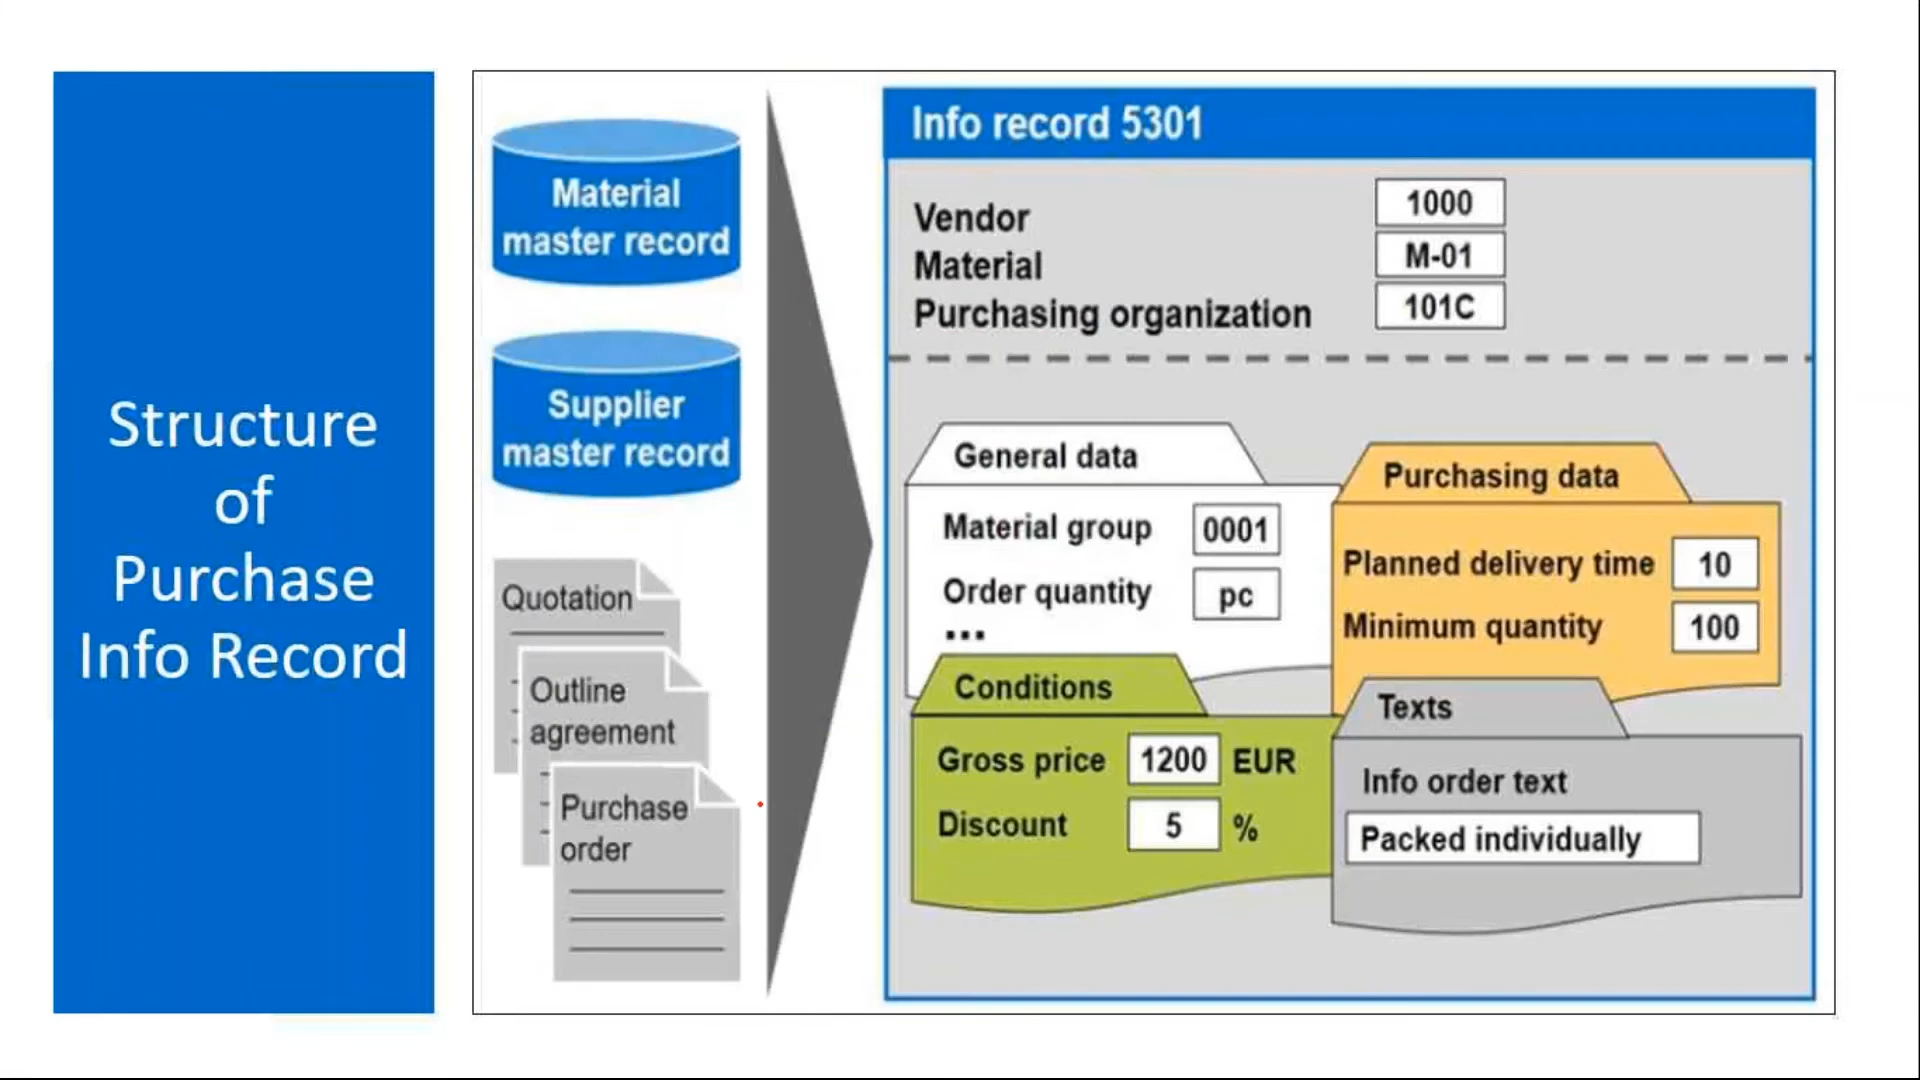 Structure
of
Purchase
Info Record
Material
master record
Supplier
master record
Quotation
Outline
agreement
Purchase
order
Info record 5301
Vendor 1000
Material M-01
Purchasing organization 101C
General data
Material group 0001
Order quantity pc
...
Purchasing data
Planned delivery time 10
Minimum quantity 100
Conditions
Gross price 1200 EUR
Discount 5 %
Texts
Info order text
Packed individually